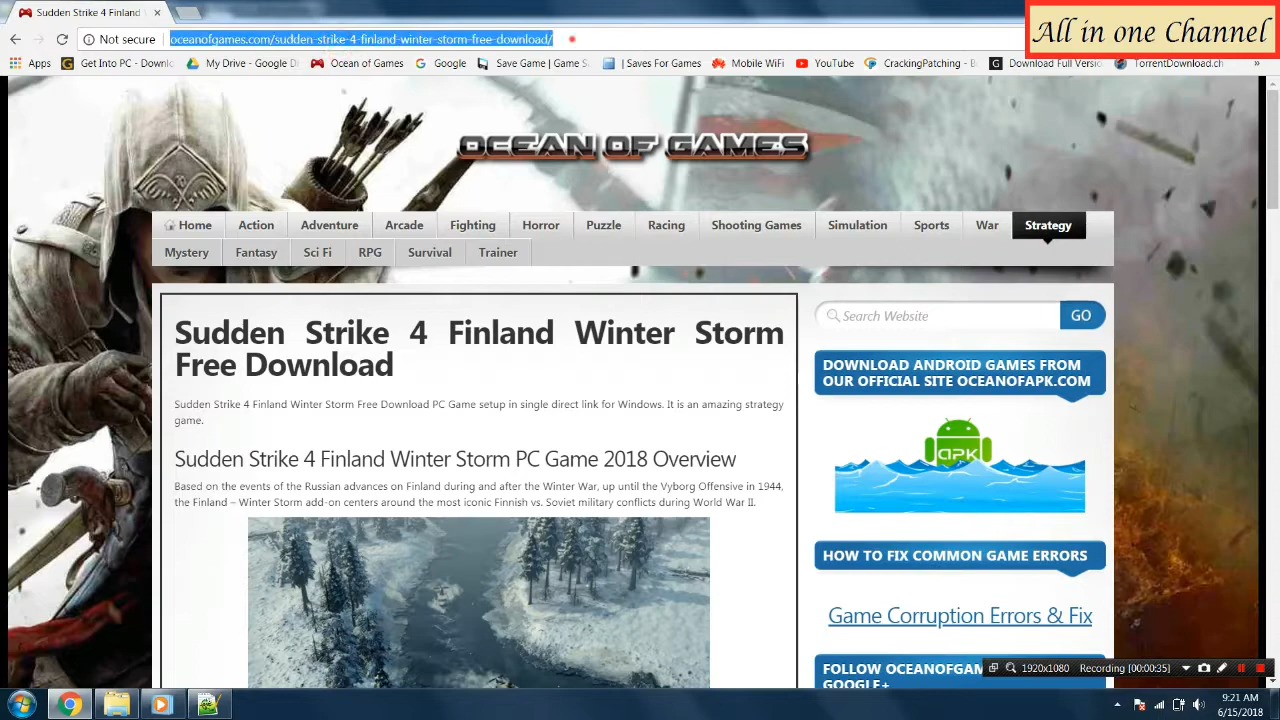 Sudden Strike 4 Finland
All in one Channel
Not secure
oceanofgames.com/sudden-strike-4-finland-winter-storm-free-download/
Apps
Get Into PC - Downlo
My Drive - Google Di
Ocean of Games
Google
Save Game | Game S
| Saves For Games
Mobile WiFi
YouTube
CrackingPatching - B
Download Full Versio
TorrentDownload.ch
»
OCEAN OF GAMES
Home Action Adventure Arcade Fighting Horror Puzzle Racing Shooting Games Simulation Sports War Strategy
Mystery Fantasy Sci Fi RPG Survival Trainer
Sudden Strike 4 Finland Winter Storm
Free Download
Sudden Strike 4 Finland Winter Storm Free Download PC Game setup in single direct link for Windows. It is an amazing strategy
game.
Sudden Strike 4 Finland Winter Storm PC Game 2018 Overview
Based on the events of the Russian advances on Finland during and after the Winter War, up until the Vyborg Offensive in 1944,
the Finland – Winter Storm add-on centers around the most iconic Finnish vs. Soviet military conflicts during World War II.
Search Website
GO
DOWNLOAD ANDROID GAMES FROM
OUR OFFICIAL SITE OCEANOFAPK.COM
APK
HOW TO FIX COMMON GAME ERRORS
Game Corruption Errors & Fix
FOLLOW OCEANOFGAM
GOOGLE+
1920x1080
Recording [00:00:35]
9:21 AM
6/15/2018